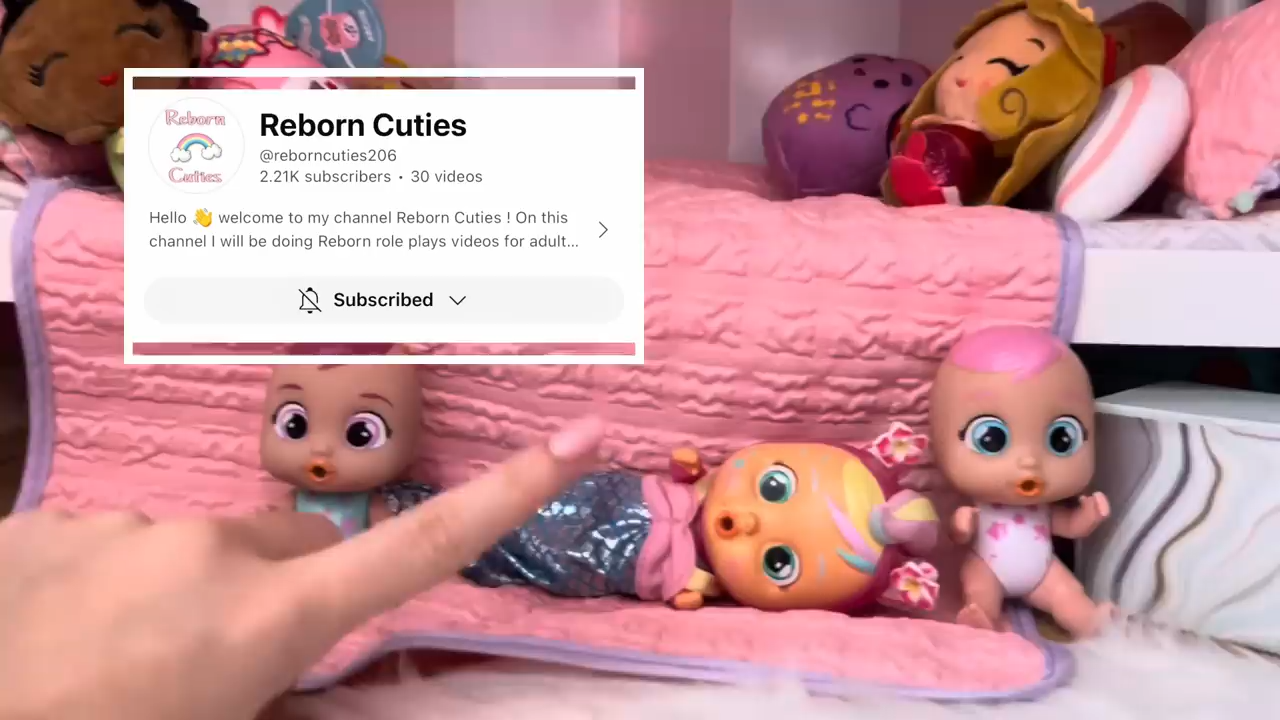 Reborn
Cuties
Reborn Cuties
@reborncuties206
2.21K subscribers • 30 videos
Hello 👋 welcome to my channel Reborn Cuties ! On this
channel I will be doing Reborn role plays videos for adult...
Subscribed